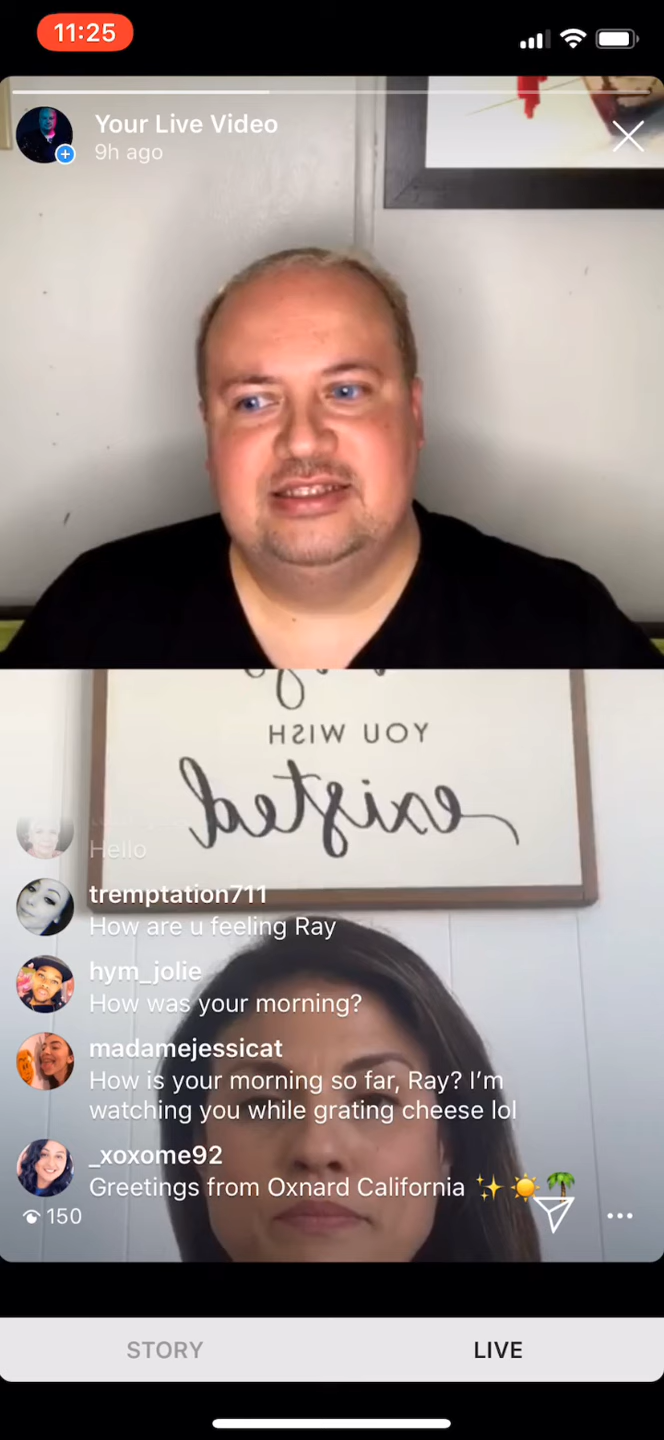 11:25
Your Live Video
9h ago
YOU WISH
existed
Hello
tremptation711
How are u feeling Ray
hym_jolie
How was your morning?
madamejessicat
How is your morning so far, Ray? I’m
watching you while grating cheese lol
_xoxome92
Greetings from Oxnard California ✨☀️🌴
150
STORY
LIVE